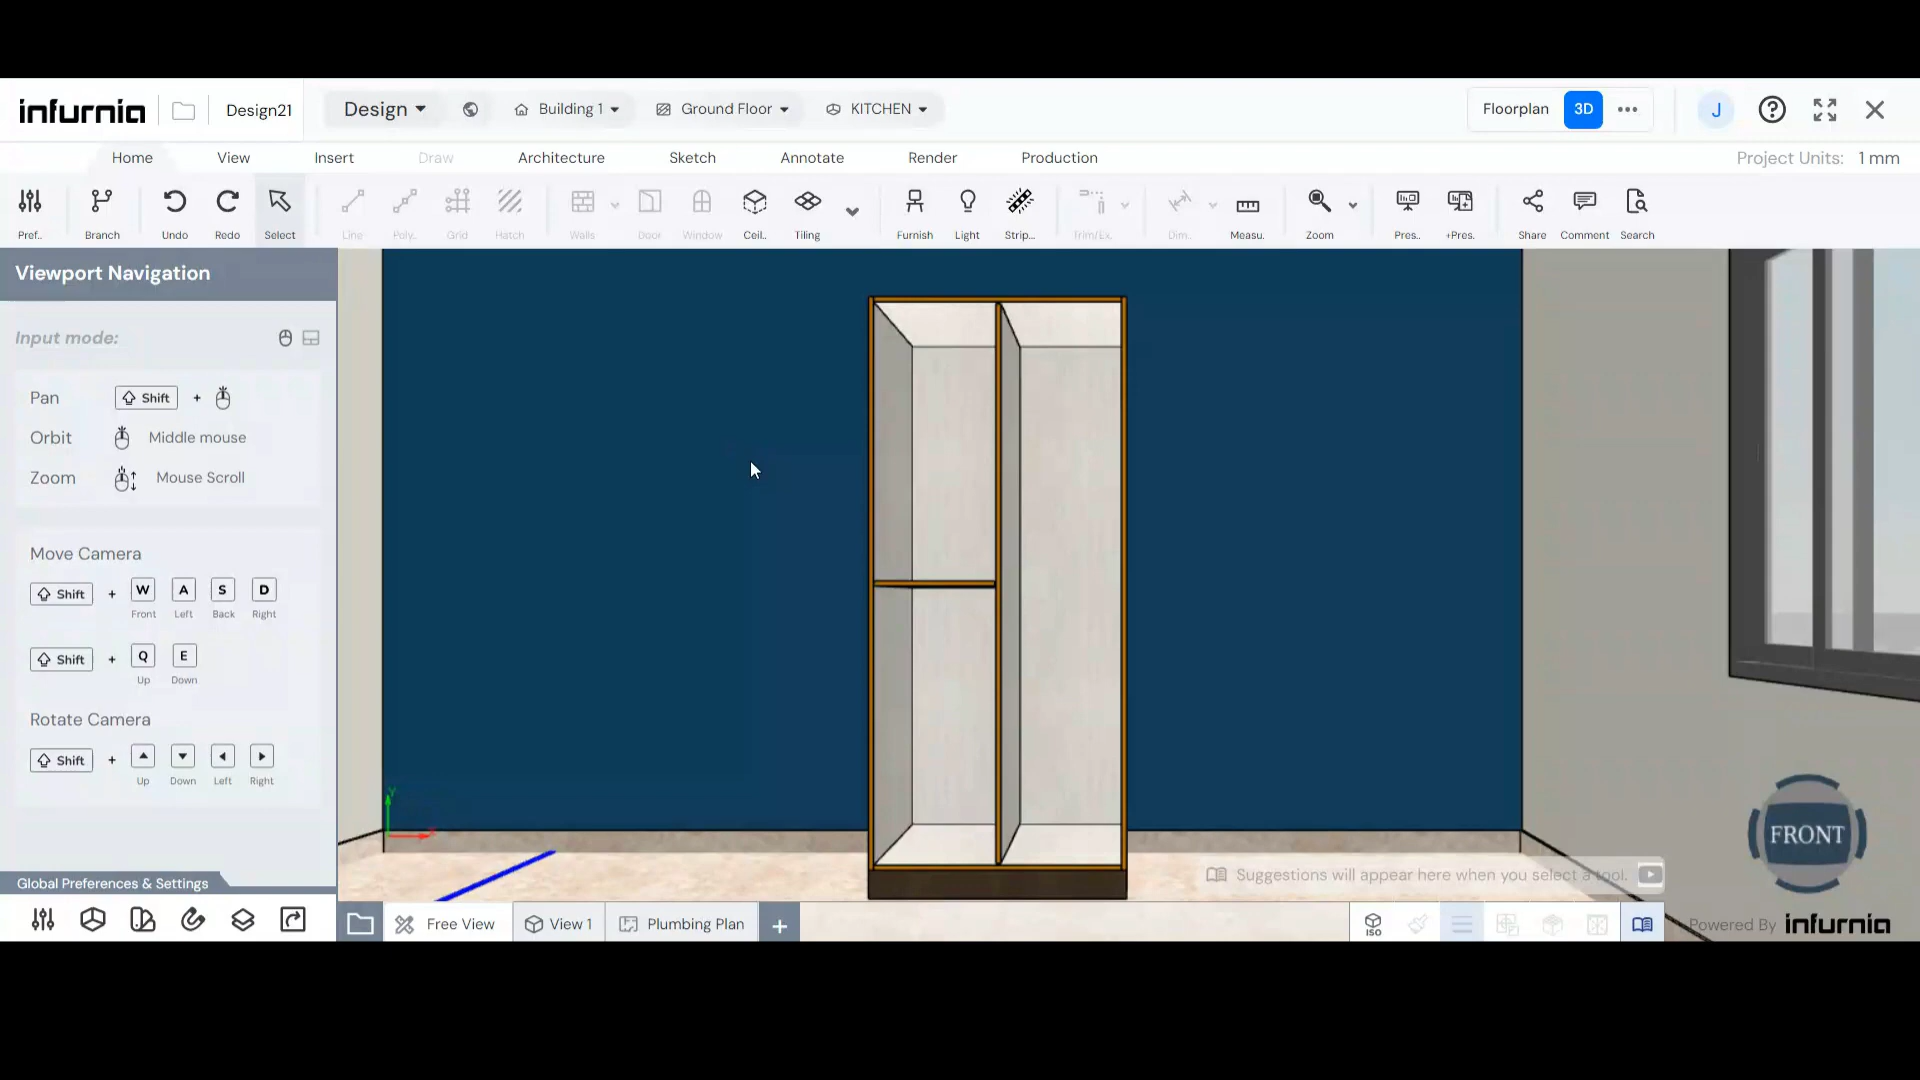 infurnia
Design21
Design
Building 1
Ground Floor
KITCHEN
Floorplan
3D
J
Home
View
Insert
Draw
Architecture
Sketch
Annotate
Render
Production
Project Units: 1 mm
Pref..
Branch
Undo
Redo
Select
Line
Poly..
Grid
Hatch
Walls
Door
Window
Ceil..
Tiling
Furnish
Light
Strip...
Trim/Ex.
Dim..
Measu.
Zoom
Pres..
+Pres.
Share
Comment
Search
Viewport Navigation
Input mode:
Pan
Shift +
Orbit
Middle mouse
Zoom
Mouse Scroll
Move Camera
Shift + W A S D
Front Left Back Right
Shift + Q E
Up Down
Rotate Camera
Shift +
Up Down Left Right
Global Preferences & Settings
Y
FRONT
Suggestions will appear here when you select a tool.
Free View
View 1
Plumbing Plan
+
ISO
Powered By infurnia